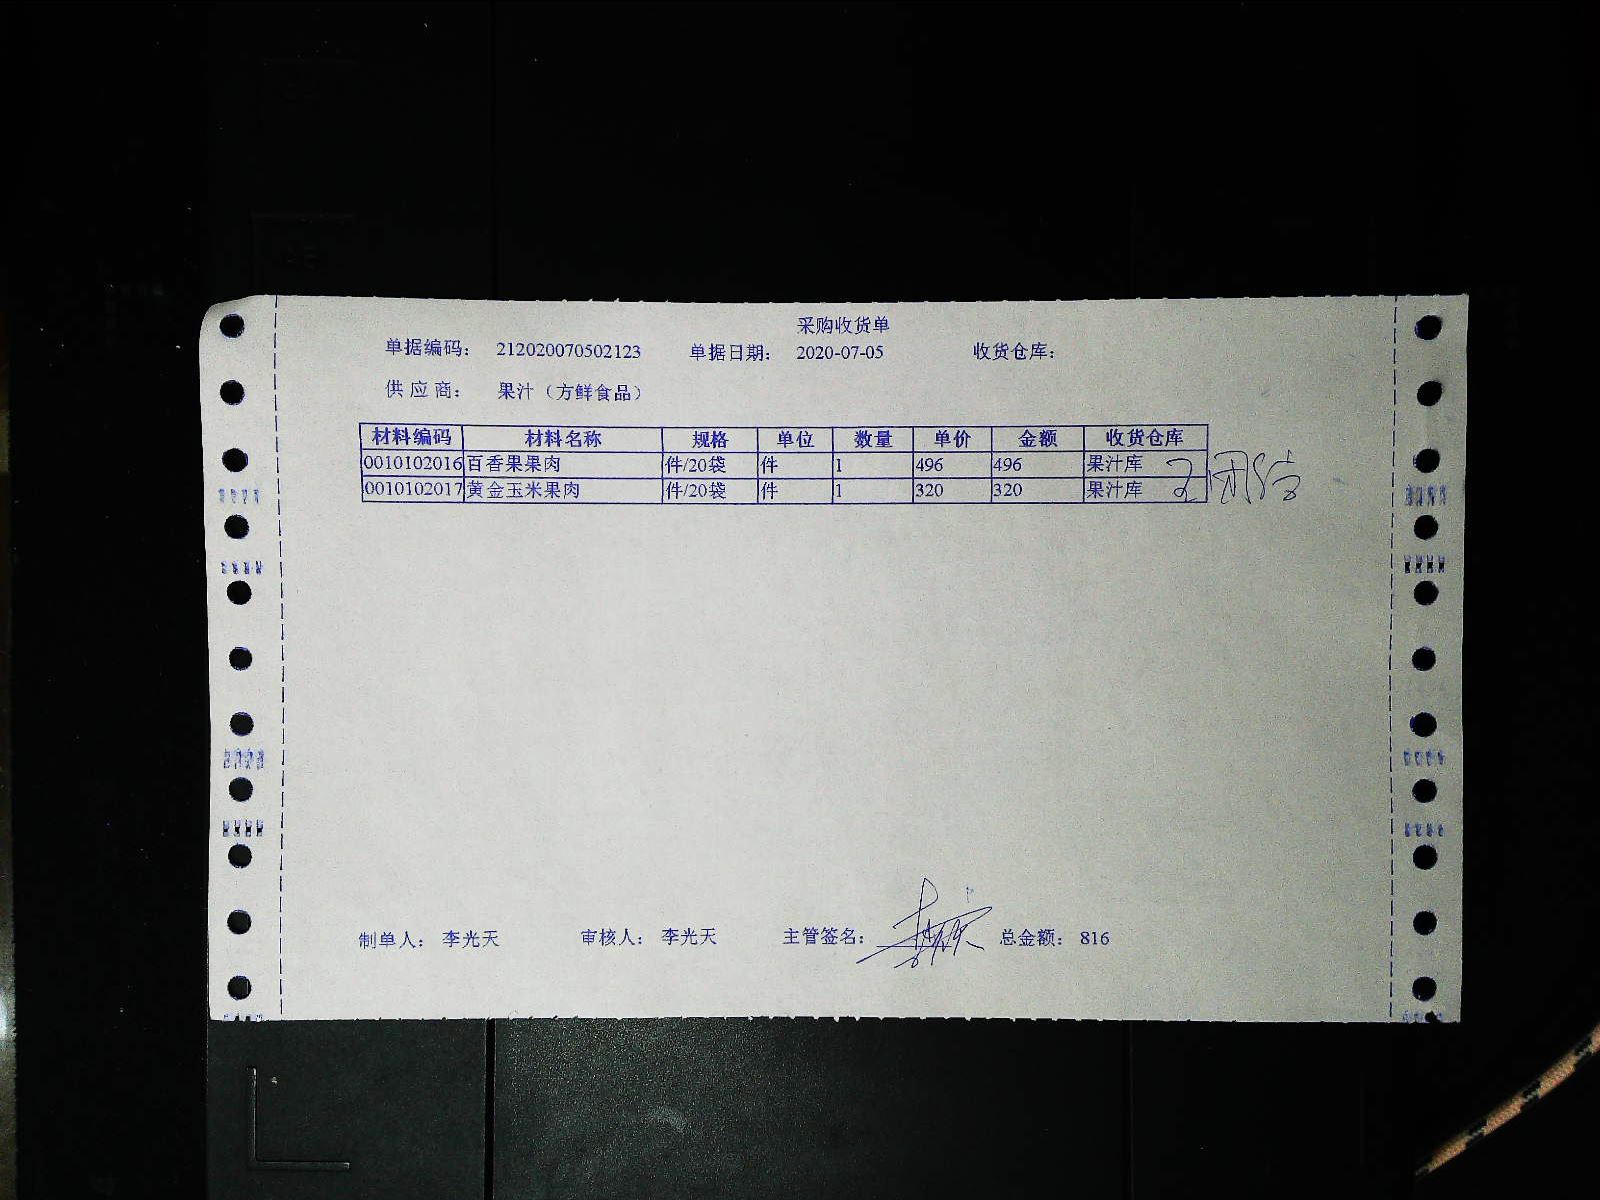 采购收货单
单据编码： 212020070502123 单据日期： 2020-07-05 收货仓库：
供 应 商： 果汁（方鲜食品）
材料编码 材料名称 规格 单位 数量 单价 金额 收货仓库
0010102016 百香果果肉 件/20袋 件 1 496 496 果汁库
0010102017 黄金玉米果肉 件/20袋 件 1 320 320 果汁库
制单人： 李光天 审核人： 李光天 主管签名： 总金额： 816